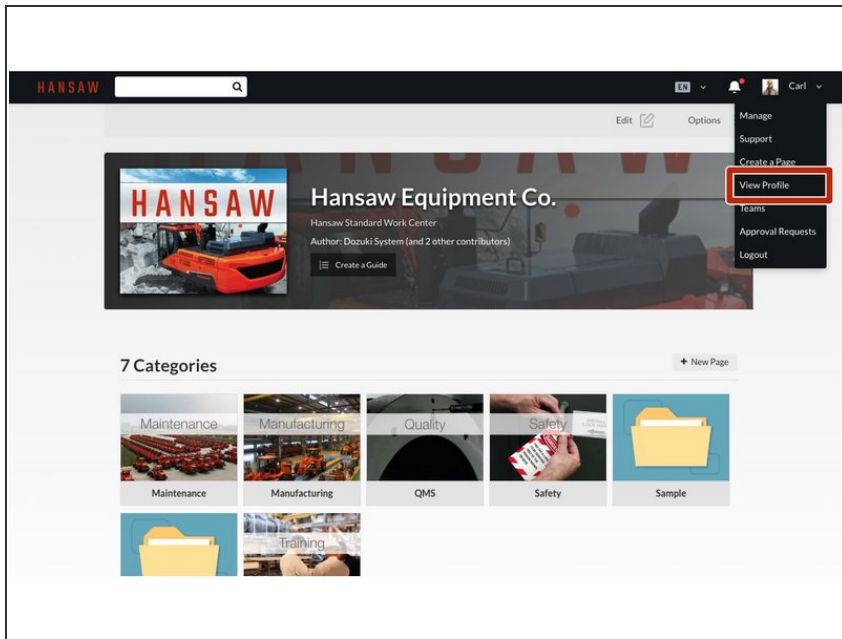 HANSAW
EN
Carl
Edit
Options
Manage
Support
Create a Page
View Profile
Teams
Approval Requests
Logout
HANSAW
HANSAW
Hansaw Equipment Co.
Hansaw Standard Work Center
Author: Dozuki System (and 2 other contributors)
Create a Guide
7 Categories
+ New Page
Maintenance
Manufacturing
Quality
Safety
Maintenance
Manufacturing
QMS
Safety
Sample
Training